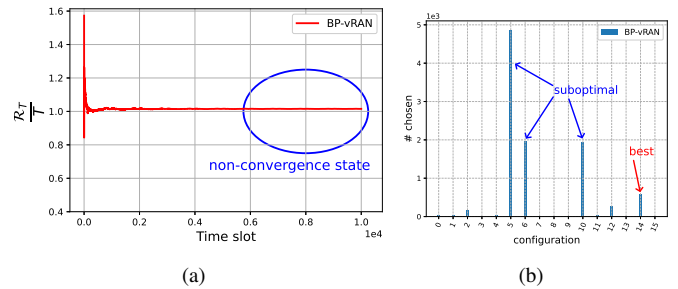 BP-vRAN
1.6
1.4
1.2
1.0
0.8
0.6
0.4
R_T
T
non-convergence state
0.0 0.2 0.4 0.6 0.8 1.0
1e4
Time slot
(a)
1e3
BP-vRAN
5
4
3
2
1
0
# chosen
suboptimal
best
0 1 2 3 4 5 6 7 8 9 10 11 12 13 14 15
configuration
(b)